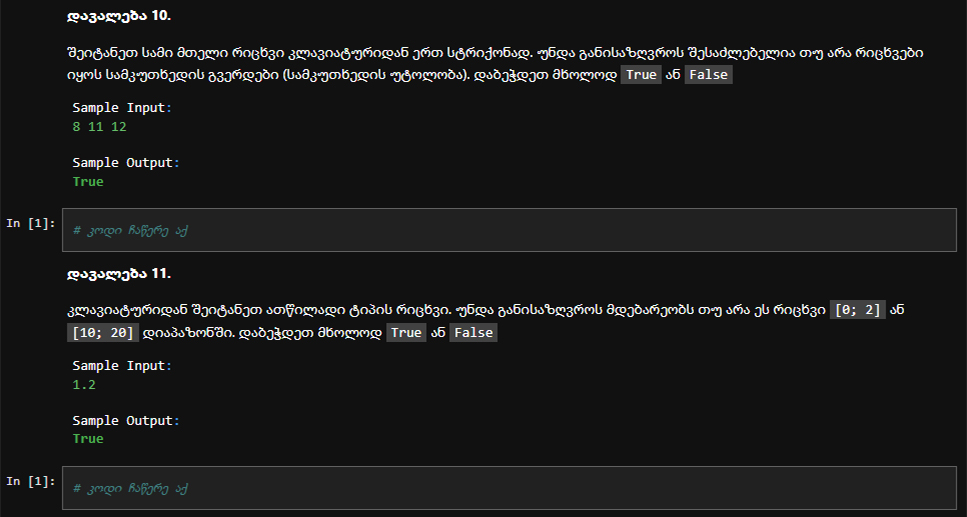 დავალება 10.
შეიტანეთ სამი მთელი რიცხვი კლავიატურიდან ერთ სტრიქონად. უნდა განისაზღვროს შესაძლებელია თუ არა რიცხვები
იყოს სამკუთხედის გვერდები (სამკუთხედის უტოლობა). დაბეჭდეთ მხოლოდ True ან False
Sample Input:
8 11 12
Sample Output:
True
In [1]: # კოდი ჩაწერე აქ
დავალება 11.
კლავიატურიდან შეიტანეთ ათწილადი ტიპის რიცხვი. უნდა განისაზღვროს მდებარეობს თუ არა ეს რიცხვი [0; 2] ან
[10; 20] დიაპაზონში. დაბეჭდეთ მხოლოდ True ან False
Sample Input:
1.2
Sample Output:
True
In [1]: # კოდი ჩაწერე აქ